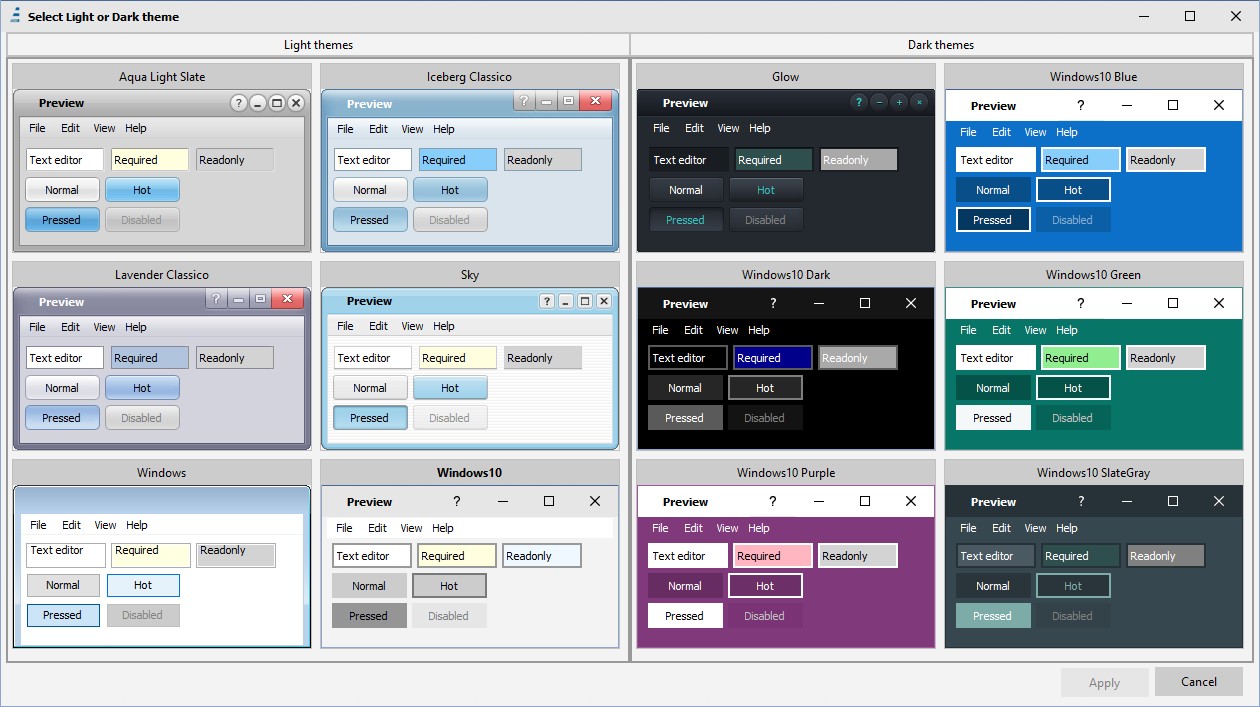 Select Light or Dark theme
Light themes
Dark themes
Aqua Light Slate
Preview
?
File Edit View Help
Text editor Required Readonly
Normal Hot
Pressed Disabled
Iceberg Classico
Preview
?
File Edit View Help
Text editor Required Readonly
Normal Hot
Pressed Disabled
Lavender Classico
Preview
?
File Edit View Help
Text editor Required Readonly
Normal Hot
Pressed Disabled
Sky
Preview
?
File Edit View Help
Text editor Required Readonly
Normal Hot
Pressed Disabled
Windows
File Edit View Help
Text editor Required Readonly
Normal Hot
Pressed Disabled
Windows10
Preview
?
File Edit View Help
Text editor Required Readonly
Normal Hot
Pressed Disabled
Glow
Preview
?
File Edit View Help
Text editor Required Readonly
Normal Hot
Pressed Disabled
Windows10 Blue
Preview
?
File Edit View Help
Text editor Required Readonly
Normal Hot
Pressed Disabled
Windows10 Dark
Preview
?
File Edit View Help
Text editor Required Readonly
Normal Hot
Pressed Disabled
Windows10 Green
Preview
?
File Edit View Help
Text editor Required Readonly
Normal Hot
Pressed Disabled
Windows10 Purple
Preview
?
File Edit View Help
Text editor Required Readonly
Normal Hot
Pressed Disabled
Windows10 SlateGray
Preview
?
File Edit View Help
Text editor Required Readonly
Normal Hot
Pressed Disabled
Apply Cancel